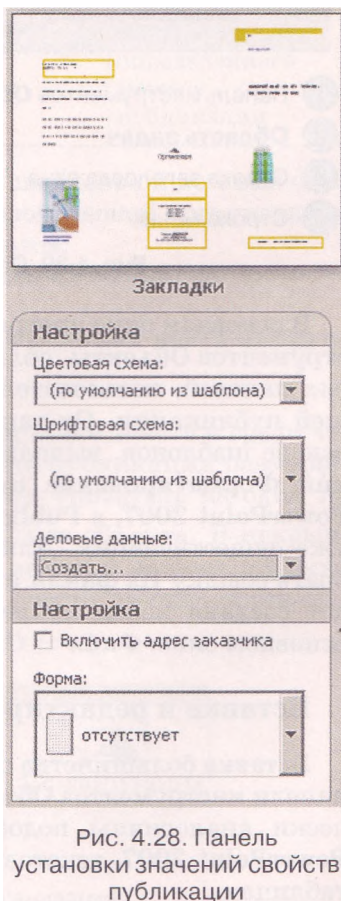 Организация
Закладки
Настройка
Цветовая схема:
(по умолчанию из шаблона)
Шрифтовая схема:
(по умолчанию из шаблона)
Деловые данные:
Создать...
Настройка
Включить адрес заказчика
Форма:
отсутствует
Рис. 4.28. Панель
установки значений свойств
публикации